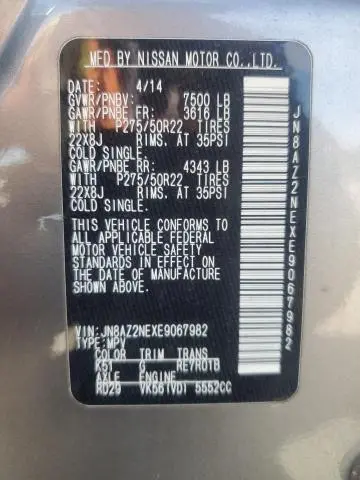 MFD BY NISSAN MOTOR CO.,LTD.
DATE: 4/14
GVWR/PNBV: 7500 LB
GAWR/PNBE FR: 3616 LB
WITH P275/50R22 TIRES
22X8J RIMS. AT 35PSI
COLD SINGLE.
GAWR/PNBE RR: 4343 LB
WITH P275/50R22 TIRES
22X8J RIMS. AT 35PSI
COLD SINGLE.
THIS VEHICLE CONFORMS TO
ALL APPLICABLE FEDERAL
MOTOR VEHICLE SAFETY
STANDARDS IN EFFECT
ON THE DATE OF MANUFACTURE
SHOWN ABOVE.
VIN: JN8AZ2NEXE9067982
TYPE: MPV
COLOR TRIM TRANS
K51 G RE7R01B
AXLE ENGINE
RD29 VK56(VD) 5552CC
JN8AZ2NEXE9067982